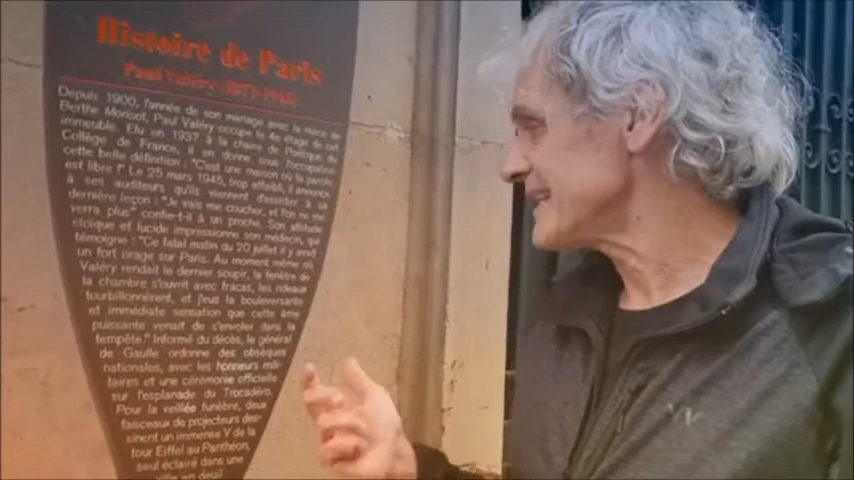 Histoire de Paris
Paul Valéry (1871-1945)
Depuis 1900, l'année de son mariage avec la nièce de
Berthe Morisot, Paul Valéry occupe le 4e étage de cet
immeuble. Elu en 1937 à la chaire de Poétique du
Collège de France, il en donne, sous l'occupation
cette belle définition : "C'est une maison où la parole
est libre !" Le 25 mars 1945, trop affaibli, il annonce
à ses auditeurs qu'ils viennent d'assister à sa
dernière leçon : "Je vais me coucher, et l'on ne me
verra plus" confie-t-il à un proche. Son attitude
stoïque et lucide impressionne son médecin, qui
témoigne : "Ce fatal matin du 20 juillet il y avait
un fort orage sur Paris. Au moment même où
Valéry rendait le dernier soupir, la fenêtre de
la chambre s'ouvrit avec fracas, les rideaux
tourbillonnèrent, et j'eus la bouleversante
et immédiate sensation que cette âme
puissante venait de s'envoler dans la
tempête." Informé du décès, le général
de Gaulle ordonne des obsèques
nationales, avec les honneurs mili-
taires et une cérémonie officielle
sur l'esplanade du Trocadéro.
Pour la veillée funèbre, deux
faisceaux de projecteurs des-
sinent un immense V de la
tour Eiffel au Panthéon,
seul éclairé dans
ville en deuil